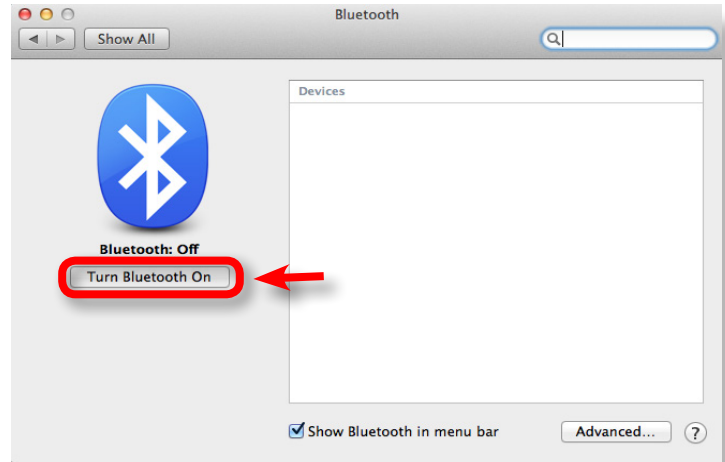 Bluetooth
Show All
Devices
Bluetooth: Off
Turn Bluetooth On
Show Bluetooth in menu bar
Advanced...
?